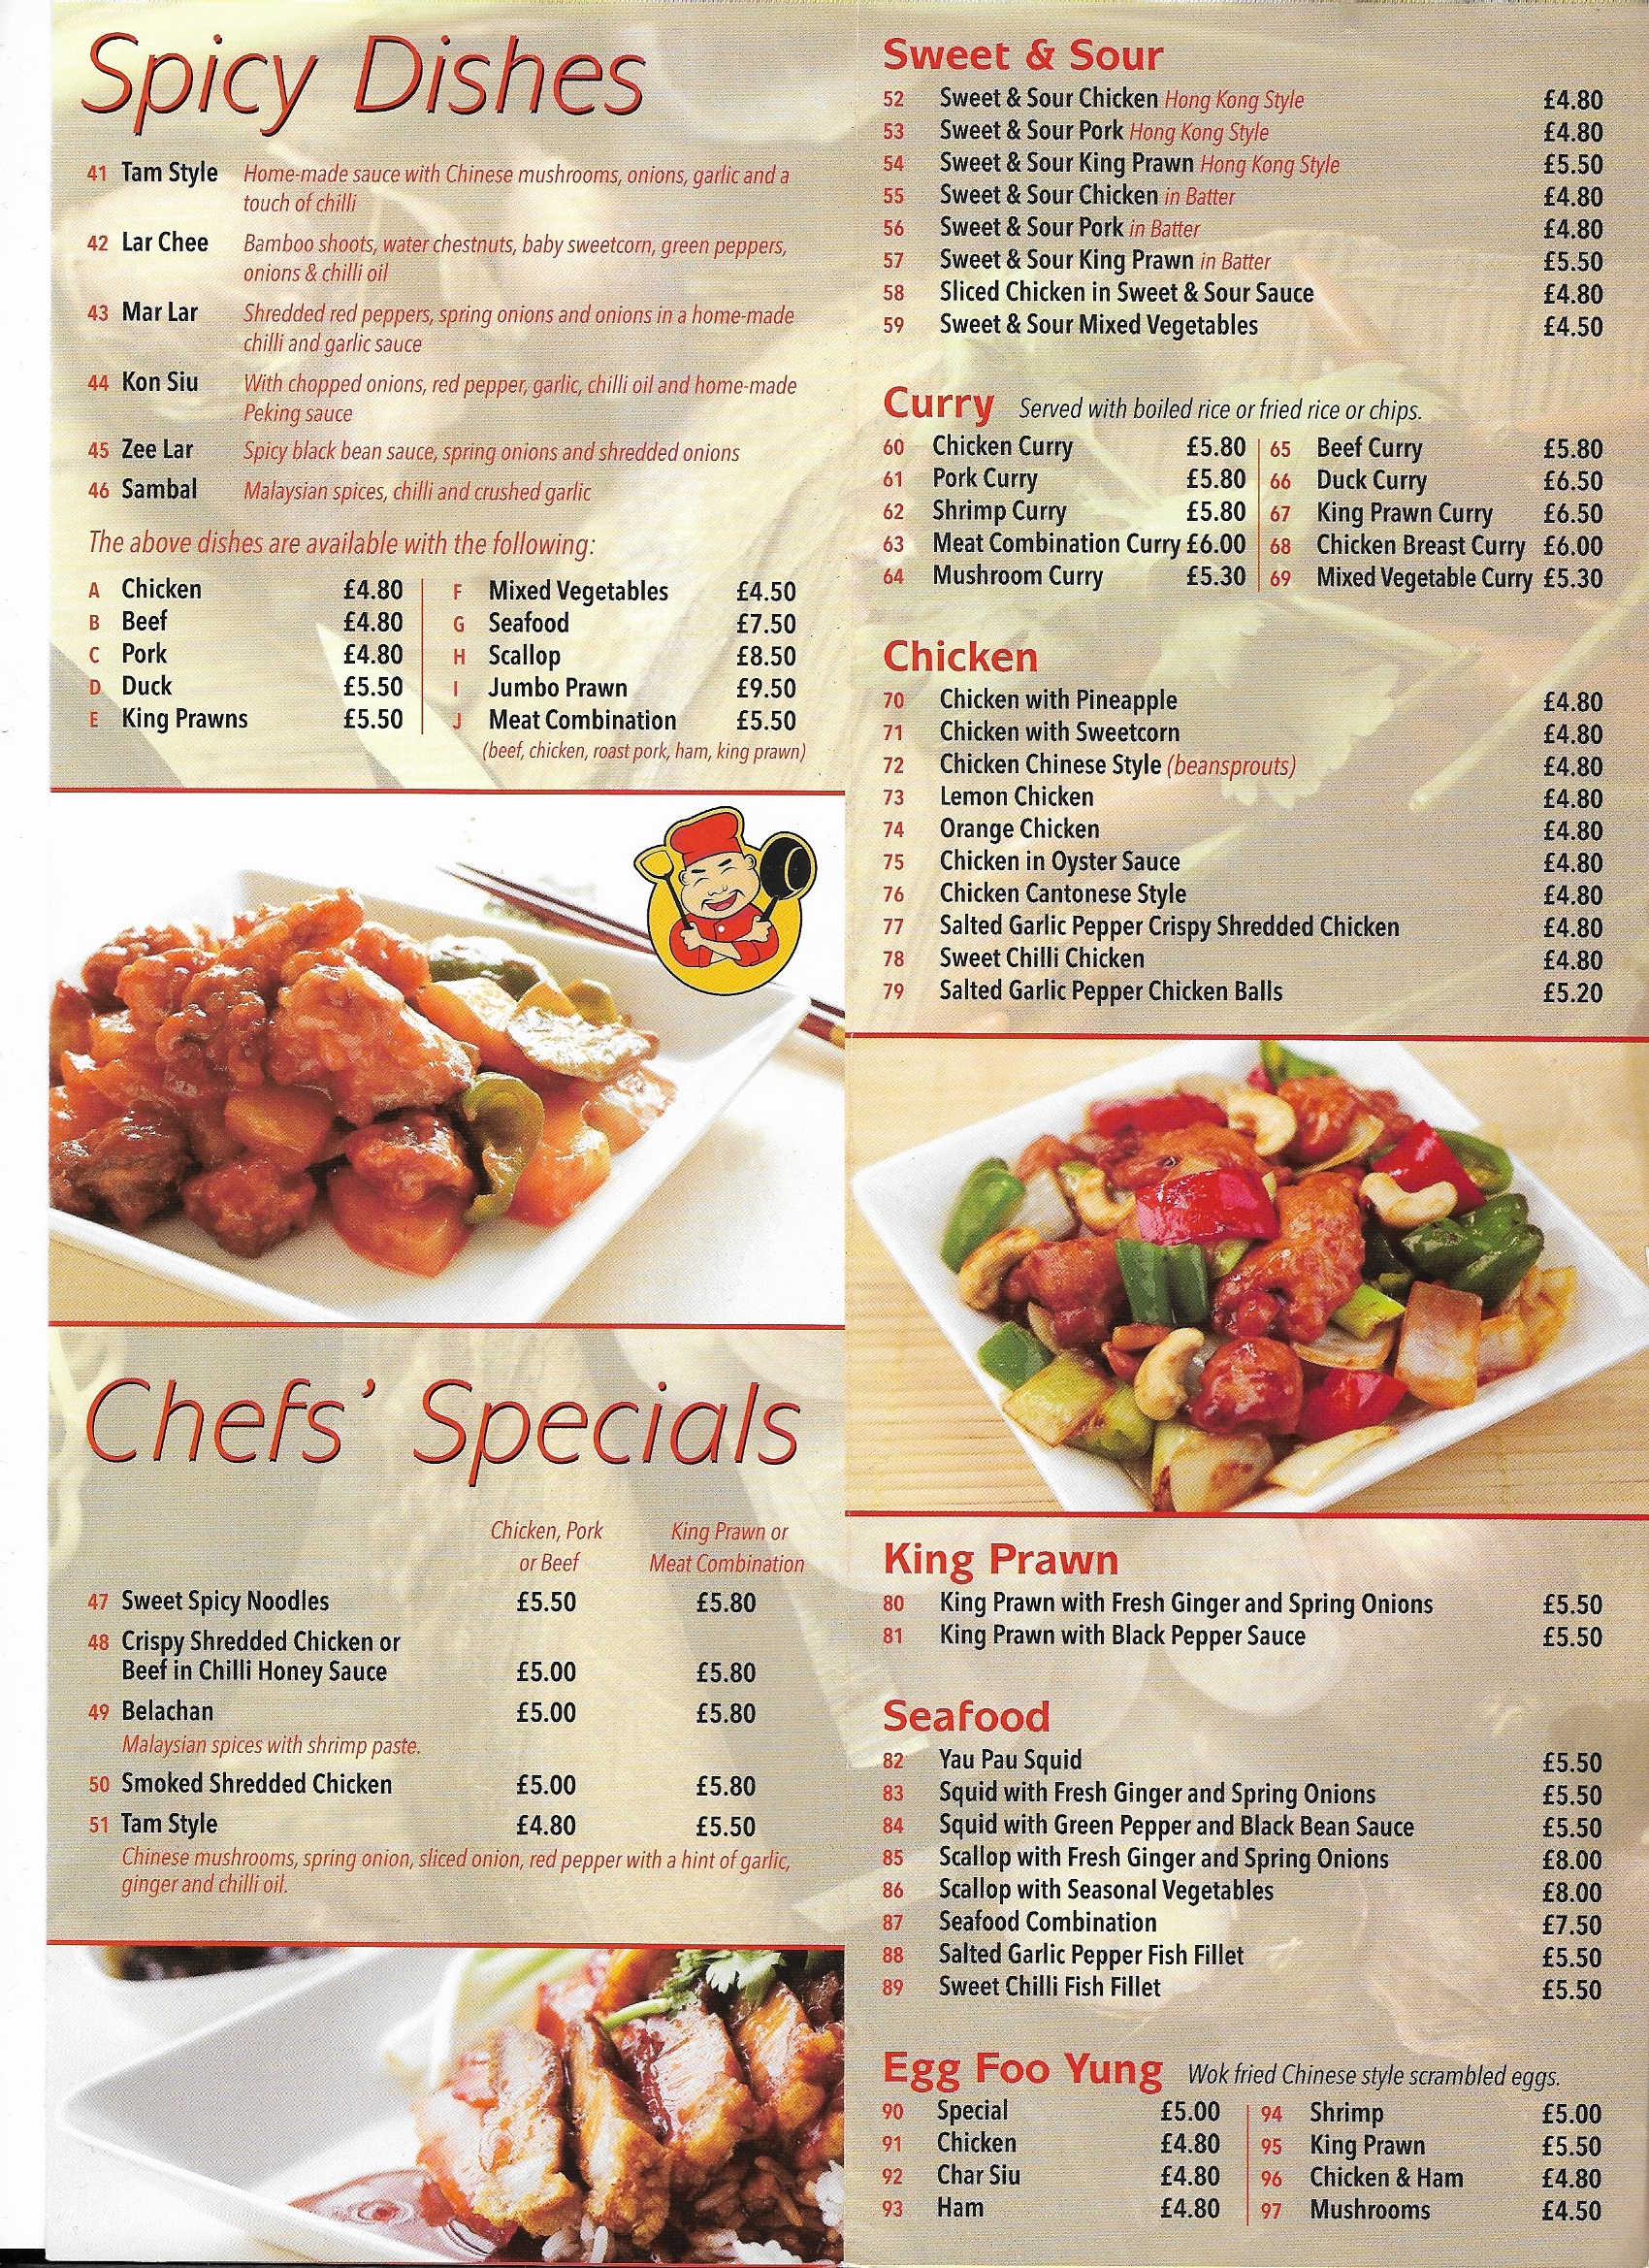 Spicy Dishes
41 Tam Style Home-made sauce with Chinese mushrooms, onions, garlic and a
touch of chilli
42 Lar Chee Bamboo shoots, water chestnuts, baby sweetcorn, green peppers,
onions & chilli oil
43 Mar Lar Shredded red peppers, spring onions and onions in a home-made
chilli and garlic sauce
44 Kon Siu With chopped onions, red pepper, garlic, chilli oil and home-made
Peking sauce
45 Zee Lar Spicy black bean sauce, spring onions and shredded onions
46 Sambal Malaysian spices, chilli and crushed garlic
The above dishes are available with the following:
A Chicken £4.80 F Mixed Vegetables £4.50
B Beef £4.80 G Seafood £7.50
C Pork £4.80 H Scallop £8.50
D Duck £5.50 I Jumbo Prawn £9.50
E King Prawns £5.50 J Meat Combination £5.50
(beef, chicken, roast pork, ham, king prawn)
Chefs' Specials
Chicken, Pork King Prawn or
or Beef Meat Combination
47 Sweet Spicy Noodles £5.50 £5.80
48 Crispy Shredded Chicken or
Beef in Chilli Honey Sauce £5.00 £5.80
49 Belachan £5.00 £5.80
Malaysian spices with shrimp paste.
50 Smoked Shredded Chicken £5.00 £5.80
51 Tam Style £4.80 £5.50
Chinese mushrooms, spring onion, sliced onion, red pepper with a hint of garlic,
ginger and chilli oil.
Sweet & Sour
52 Sweet & Sour Chicken Hong Kong Style £4.80
53 Sweet & Sour Pork Hong Kong Style £4.80
54 Sweet & Sour King Prawn Hong Kong Style £5.50
55 Sweet & Sour Chicken in Batter £4.80
56 Sweet & Sour Pork in Batter £4.80
57 Sweet & Sour King Prawn in Batter £5.50
58 Sliced Chicken in Sweet & Sour Sauce £4.80
59 Sweet & Sour Mixed Vegetables £4.50
Curry Served with boiled rice or fried rice or chips.
60 Chicken Curry £5.80 65 Beef Curry £5.80
61 Pork Curry £5.80 66 Duck Curry £6.50
62 Shrimp Curry £5.80 67 King Prawn Curry £6.50
63 Meat Combination Curry £6.00 68 Chicken Breast Curry £6.00
64 Mushroom Curry £5.30 69 Mixed Vegetable Curry £5.30
Chicken
70 Chicken with Pineapple £4.80
71 Chicken with Sweetcorn £4.80
72 Chicken Chinese Style (beansprouts) £4.80
73 Lemon Chicken £4.80
74 Orange Chicken £4.80
75 Chicken in Oyster Sauce £4.80
76 Chicken Cantonese Style £4.80
77 Salted Garlic Pepper Crispy Shredded Chicken £4.80
78 Sweet Chilli Chicken £4.80
79 Salted Garlic Pepper Chicken Balls £5.20
King Prawn
80 King Prawn with Fresh Ginger and Spring Onions £5.50
81 King Prawn with Black Pepper Sauce £5.50
Seafood
82 Yau Pau Squid £5.50
83 Squid with Fresh Ginger and Spring Onions £5.50
84 Squid with Green Pepper and Black Bean Sauce £5.50
85 Scallop with Fresh Ginger and Spring Onions £8.00
86 Scallop with Seasonal Vegetables £8.00
87 Seafood Combination £7.50
88 Salted Garlic Pepper Fish Fillet £5.50
89 Sweet Chilli Fish Fillet £5.50
Egg Foo Yung Wok fried Chinese style scrambled eggs.
90 Special £5.00 94 Shrimp £5.00
91 Chicken £4.80 95 King Prawn £5.50
92 Char Siu £4.80 96 Chicken & Ham £4.80
93 Ham £4.80 97 Mushrooms £4.50